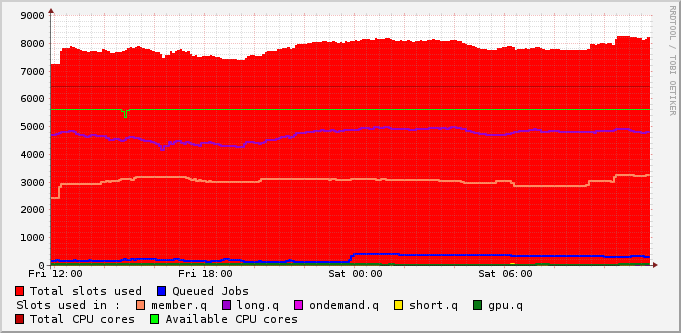 9000
8000
7000
6000
5000
4000
3000
2000
1000
0
Fri 12:00 Fri 18:00 Sat 00:00 Sat 06:00
Total slots used Queued Jobs
Slots used in : member.q long.q ondemand.q short.q gpu.q
Total CPU cores Available CPU cores
RRDTOOL / TOBI OETIKER